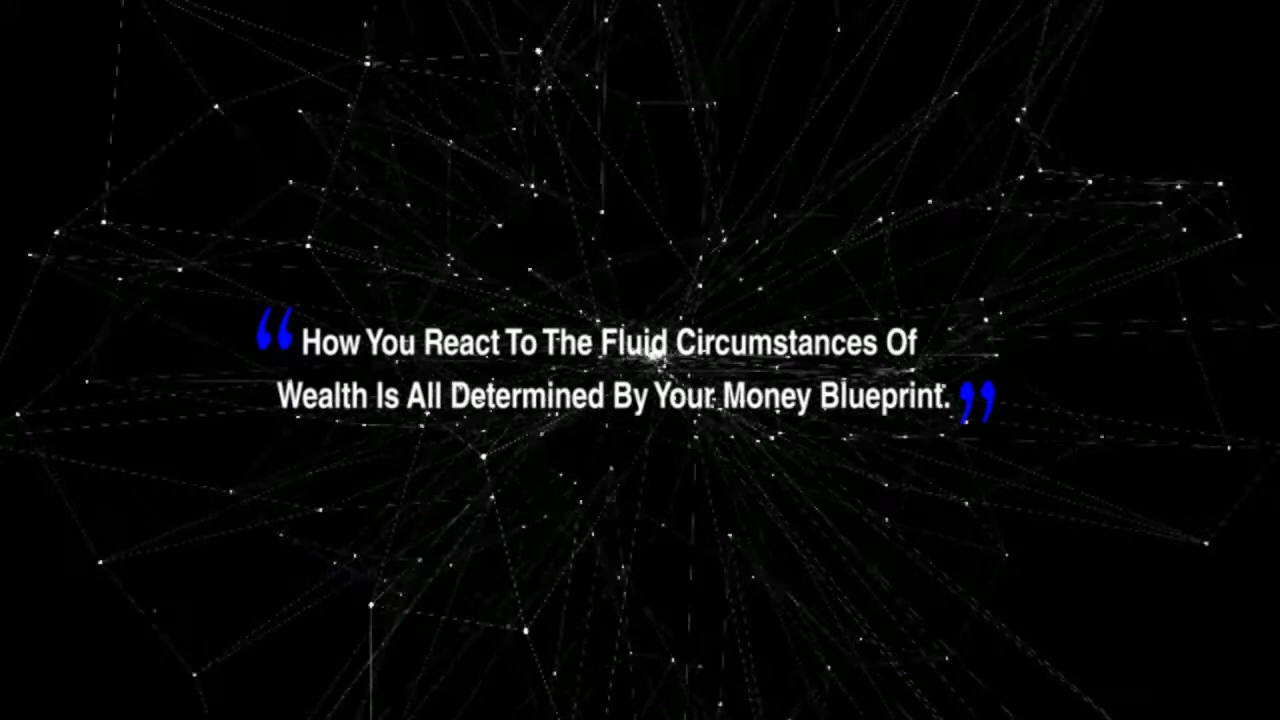 “ How You React To The Fluid Circumstances Of
Wealth Is All Determined By Your Money Blueprint. ”